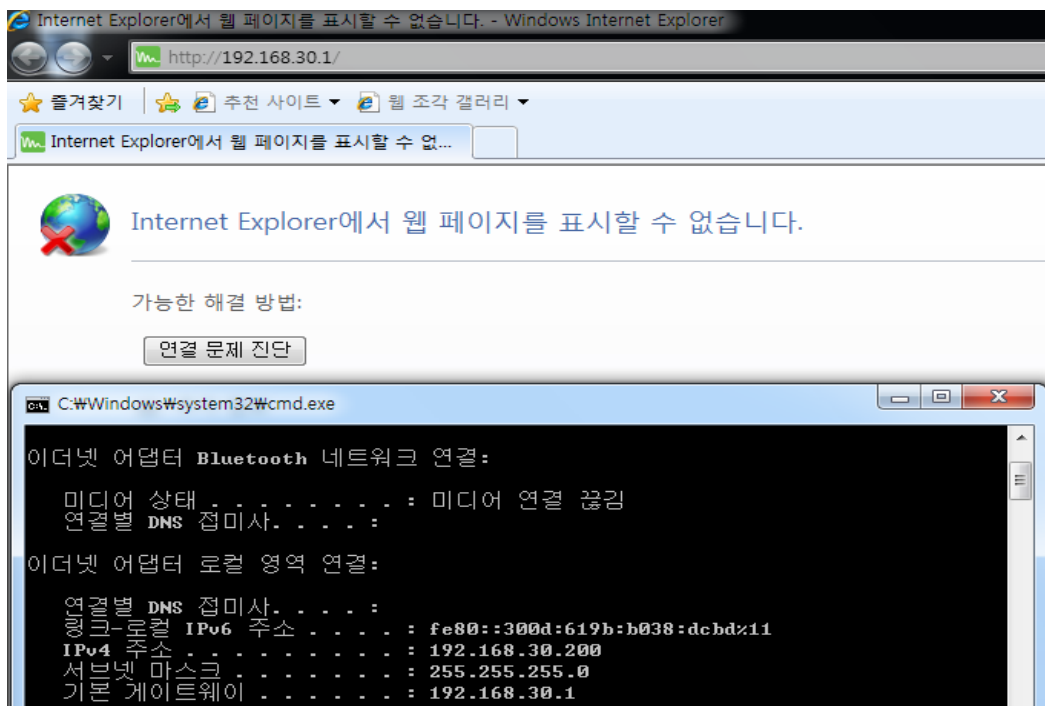 Internet Explorer에서 웹 페이지를 표시할 수 없습니다. - Windows Internet Explorer
http://192.168.30.1/
즐겨찾기 추천 사이트 ▼ 웹 조각 갤러리 ▼
Internet Explorer에서 웹 페이지를 표시할 수 없...
Internet Explorer에서 웹 페이지를 표시할 수 없습니다.
가능한 해결 방법:
연결 문제 진단
C:₩Windows₩system32₩cmd.exe
이더넷 어댑터 Bluetooth 네트워크 연결:
미디어 상태 . . . . . . . . : 미디어 연결 끊김
연결별 DNS 접미사. . . . :
이더넷 어댑터 로컬 영역 연결:
연결별 DNS 접미사. . . . :
링크-로컬 IPv6 주소 . . . . : fe80::300d:619b:b038:dcbd%11
IPv4 주소 . . . . . . . . . : 192.168.30.200
서브넷 마스크 . . . . . . . : 255.255.255.0
기본 게이트웨이 . . . . . . : 192.168.30.1